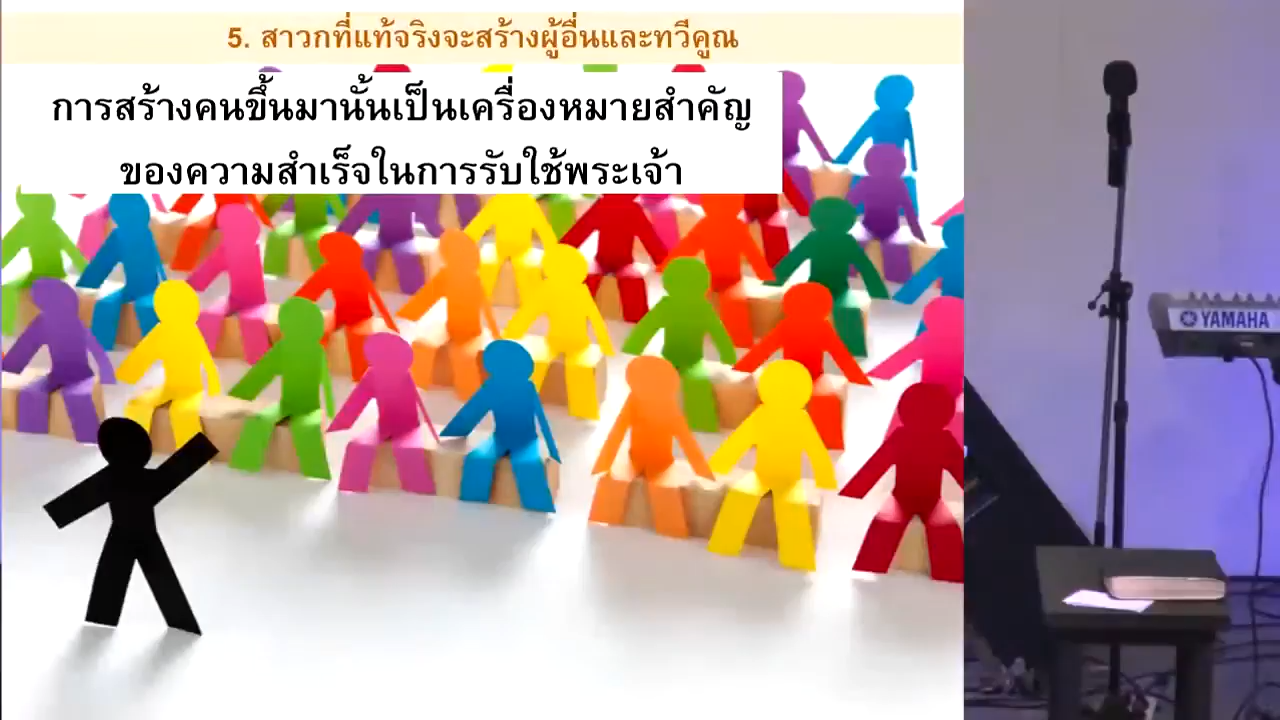 5. สาวกที่แท้จริงจะสร้างผู้อื่นและทวีคูณ
การสร้างคนขึ้นมานั้นเป็นเครื่องหมายสำคัญ
ของความสำเร็จในการรับใช้พระเจ้า
YAMAHA